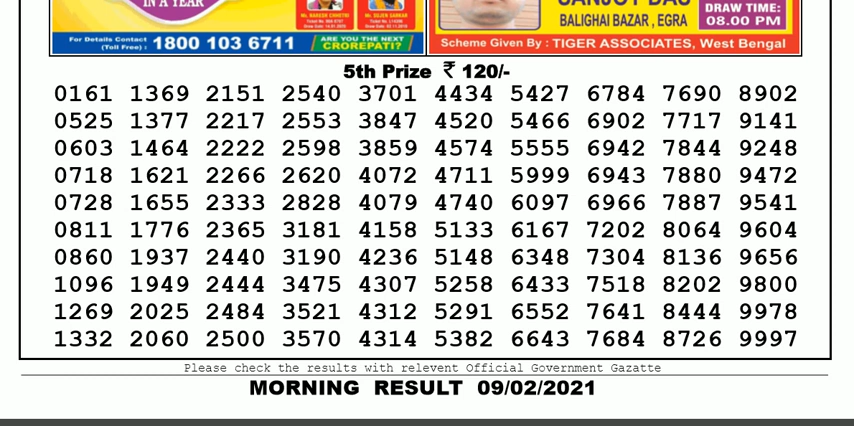 IN A YEAR
For Details Contact
(Toll Free) : 1800 103 6711
ARE YOU THE NEXT
CROREPATI?
BALIGHAI BAZAR , EGRA
DRAW TIME:
08.00 PM
Scheme Given By : TIGER ASSOCIATES, West Bengal
5th Prize ₹ 120/-
0161 1369 2151 2540 3701 4434 5427 6784 7690 8902
0525 1377 2217 2553 3847 4520 5466 6902 7717 9141
0603 1464 2222 2598 3859 4574 5555 6942 7844 9248
0718 1621 2266 2620 4072 4711 5999 6943 7880 9472
0728 1655 2333 2828 4079 4740 6097 6966 7887 9541
0811 1776 2365 3181 4158 5133 6167 7202 8064 9604
0860 1937 2440 3190 4236 5148 6348 7304 8136 9656
1096 1949 2444 3475 4307 5258 6433 7518 8202 9800
1269 2025 2484 3521 4312 5291 6552 7641 8444 9978
1332 2060 2500 3570 4314 5382 6643 7684 8726 9997
Please check the results with relevent Official Government Gazatte
MORNING RESULT 09/02/2021